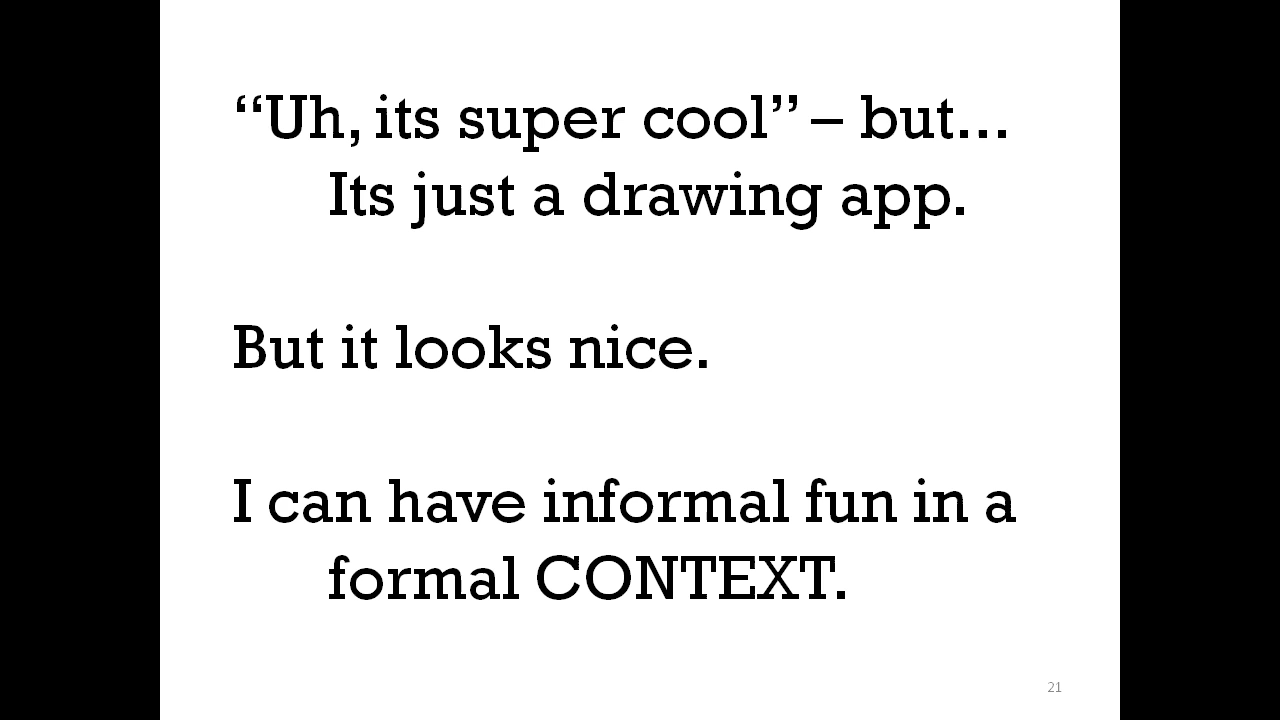 “Uh, its super cool” – but…
Its just a drawing app.
But it looks nice.
I can have informal fun in a
formal CONTEXT.
21